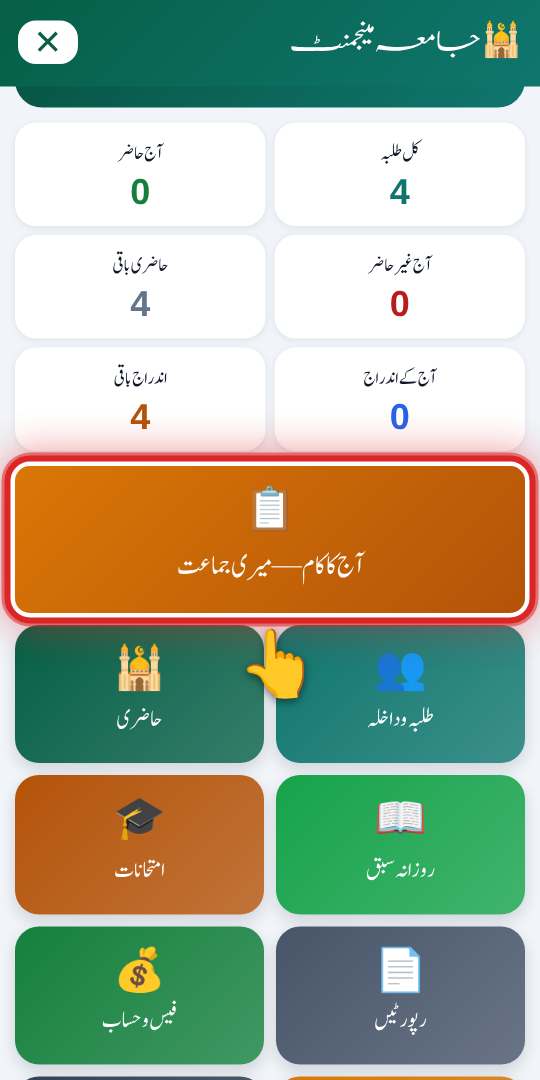 جامعہ مینجمنٹ
کل طلبہ
4
آج حاضر
0
آج غیر حاضر
0
حاضری باقی
4
آج کے اندراج
0
اندراج باقی
4
آج کا کام — میری جماعت
طلبہ و داخلہ
حاضری
روزانہ سبق
امتحانات
رپورٹیں
فیس و حساب